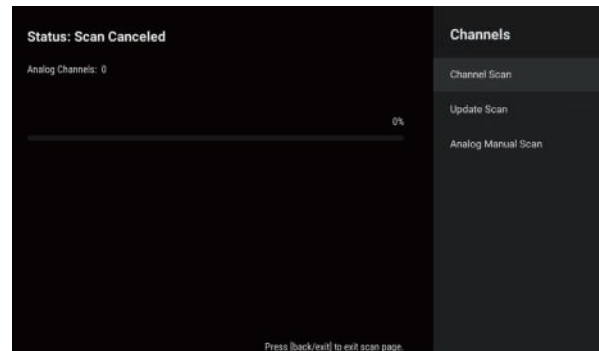 Status: Scan Canceled
Analog Channels: 0
0%
Press [back/exit] to exit scan page.
Channels
Channel Scan
Update Scan
Analog Manual Scan